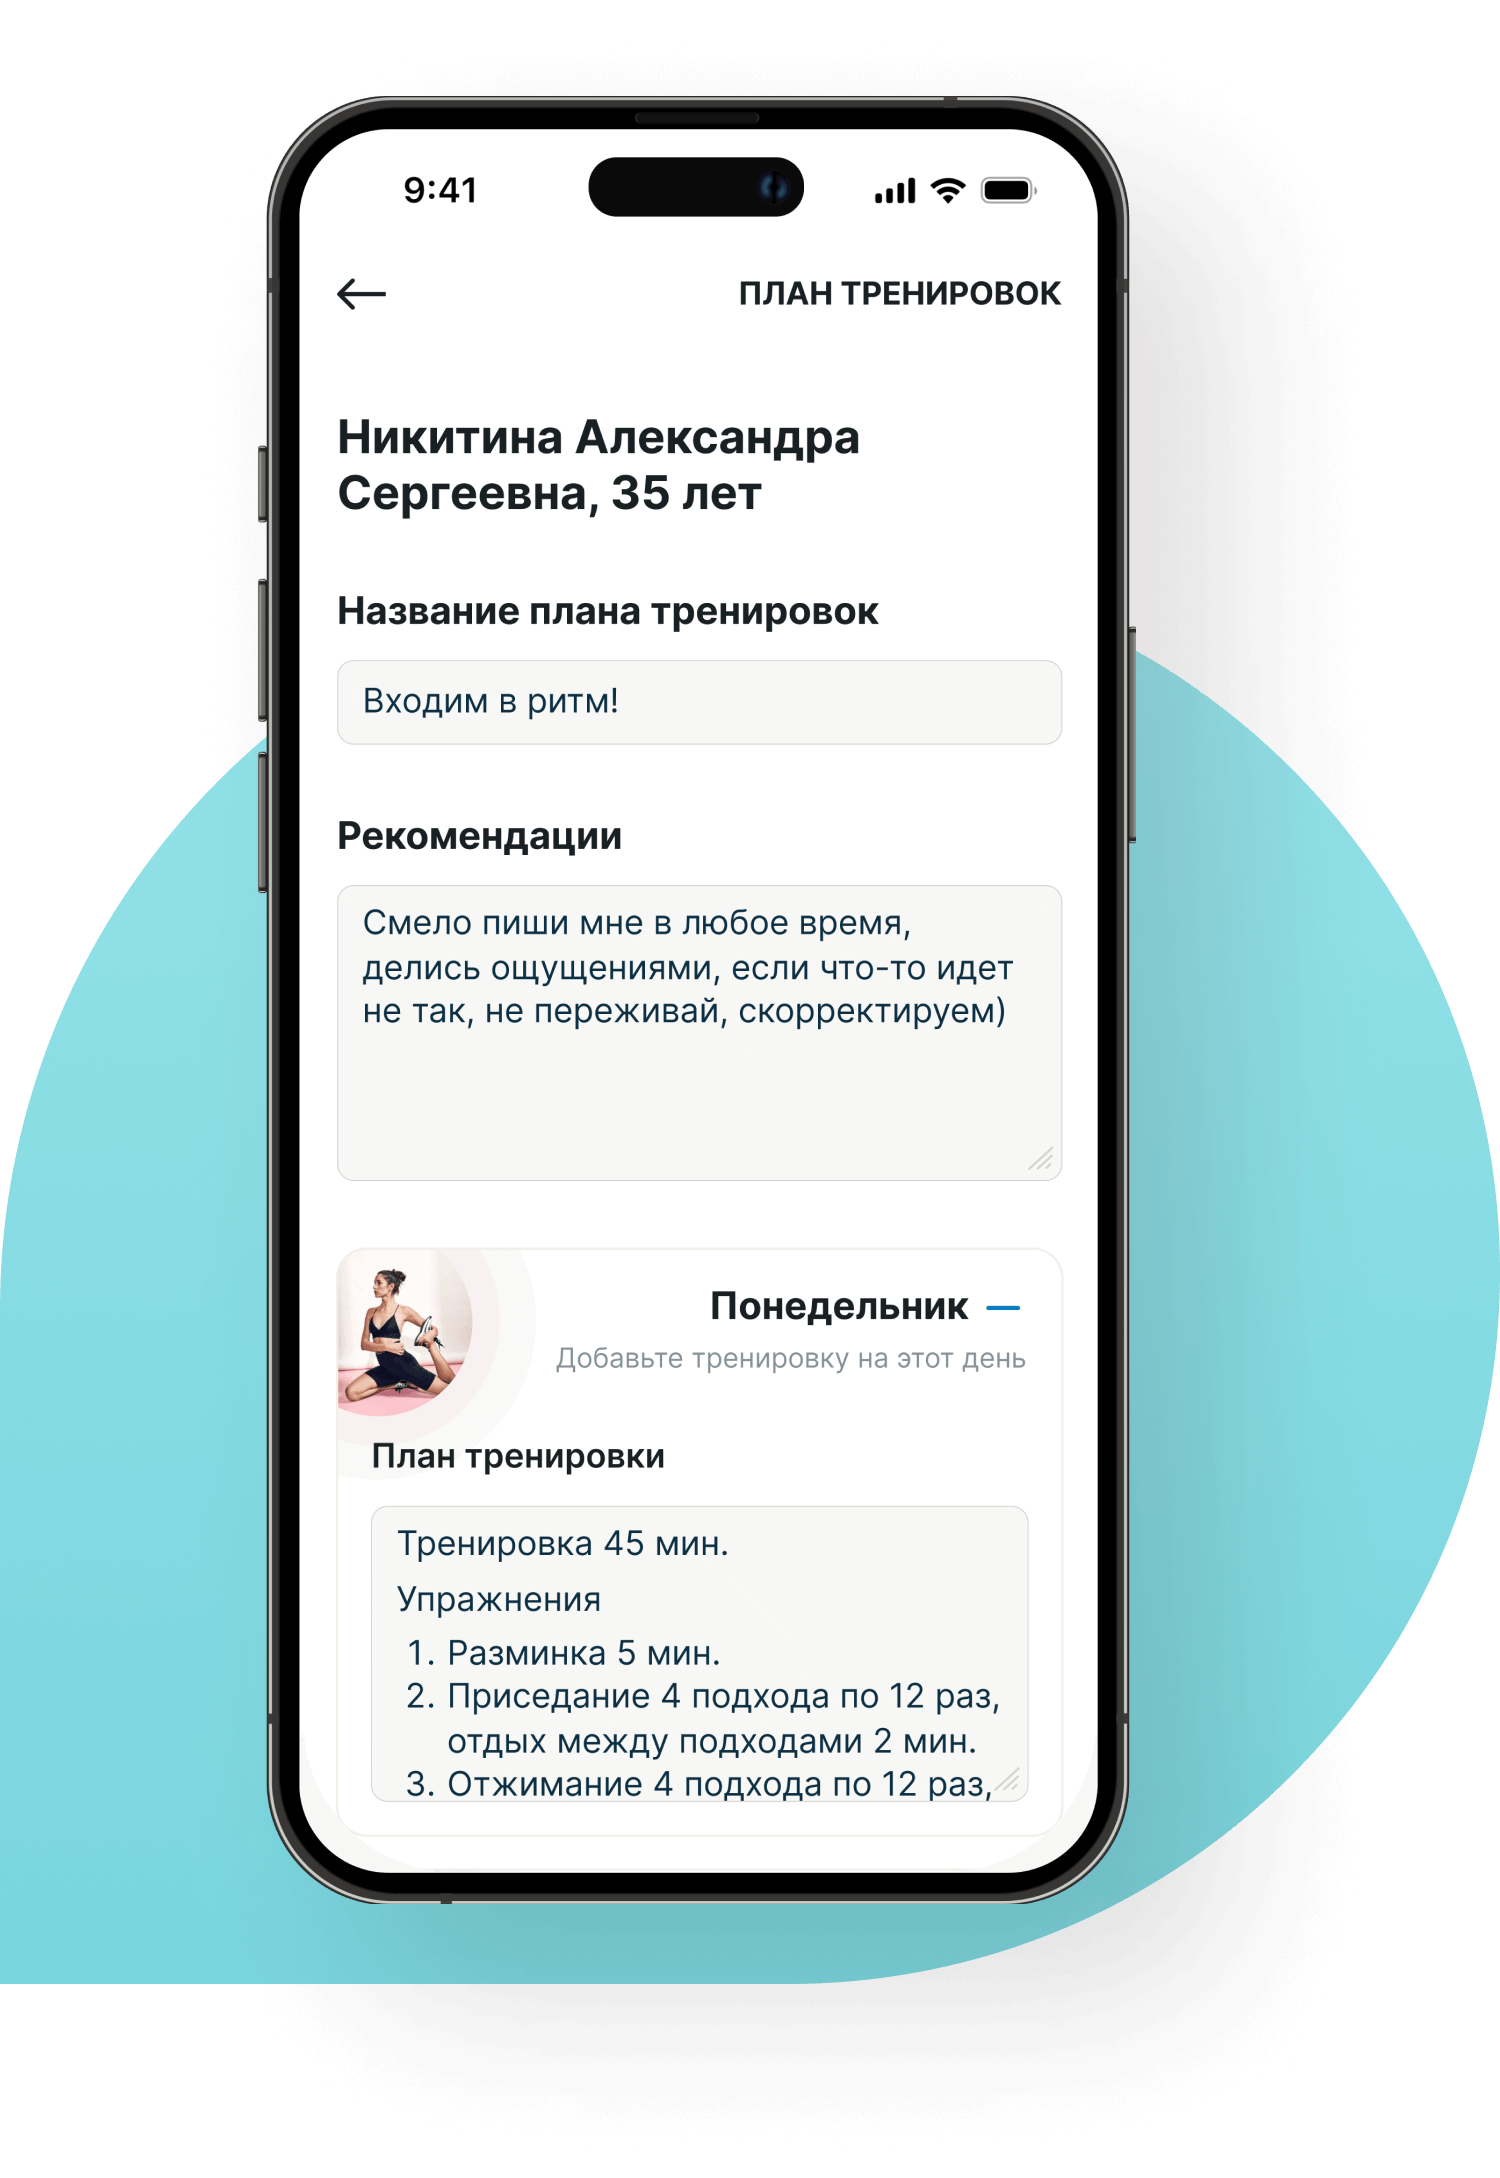 9:41
ПЛАН ТРЕНИРОВОК
Никитина Александра
Сергеевна, 35 лет
Название плана тренировок
Входим в ритм!
Рекомендации
Смело пиши мне в любое время,
делись ощущениями, если что-то идет
не так, не переживай, скорректируем)
Понедельник
Добавьте тренировку на этот день
План тренировки
Тренировка 45 мин.
Упражнения
1. Разминка 5 мин.
2. Приседание 4 подхода по 12 раз,
отдых между подходами 2 мин.
3. Отжимание 4 подхода по 12 раз,